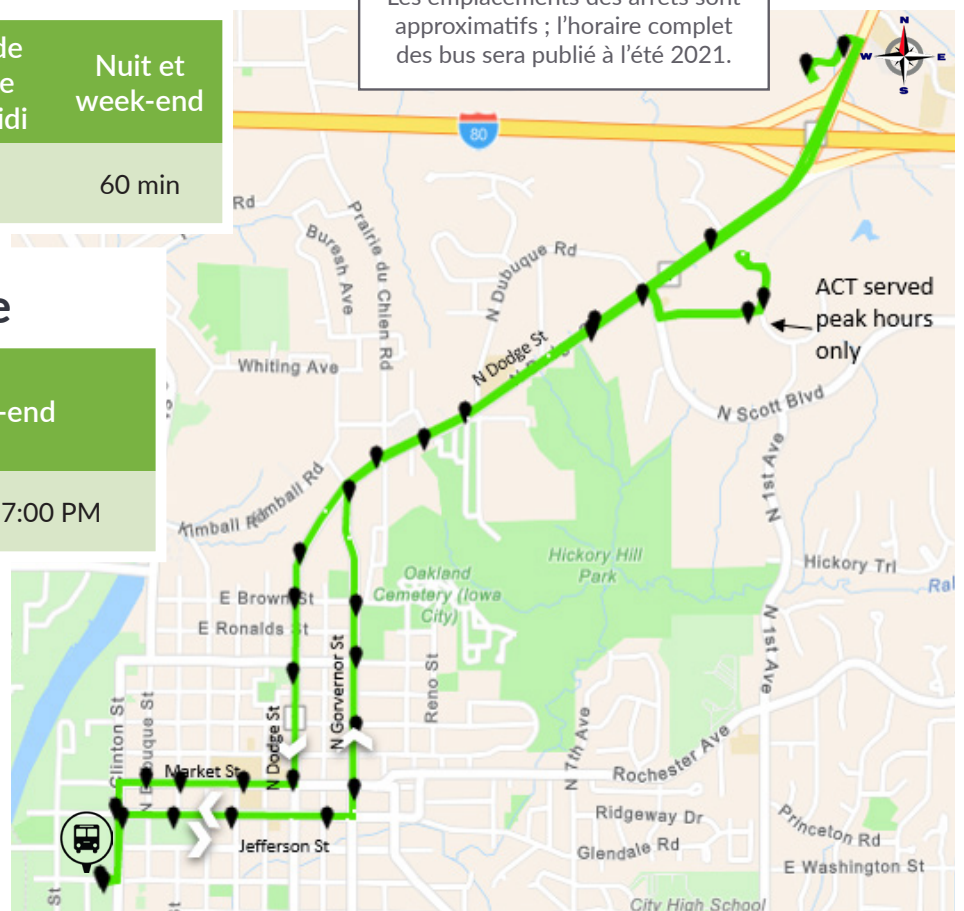 Les emplacements des arrêts sont
approximatifs ; l'horaire complet
des bus sera publié à l'été 2021.
de
e
idi
Nuit et
week-end
60 min
e
-end
7:00 PM
N
W
E
S
80
Rd
Prairie du Chien Rd
Buresh Ave
N Dubuque Rd
ACT served
peak hours
only
Whiting Ave
N Dodge St
N Scott Blvd
N 1st Ave
Kimball Rd
Kimball Rd
Hickory Hill
Park
Hickory Trl
Oakland
Cemetery (Iowa
City)
Ral
E Brown St
E Ronalds St
N Gorvernor St
Reno St
N 1st Ave
Clinton St
N Dubuque St
N Dodge St
N 7th Ave
Market St
Rochester Ave
Jefferson St
Ridgeway Dr
Glendale Rd
Princeton Rd
E Washington St
City High School
St
St